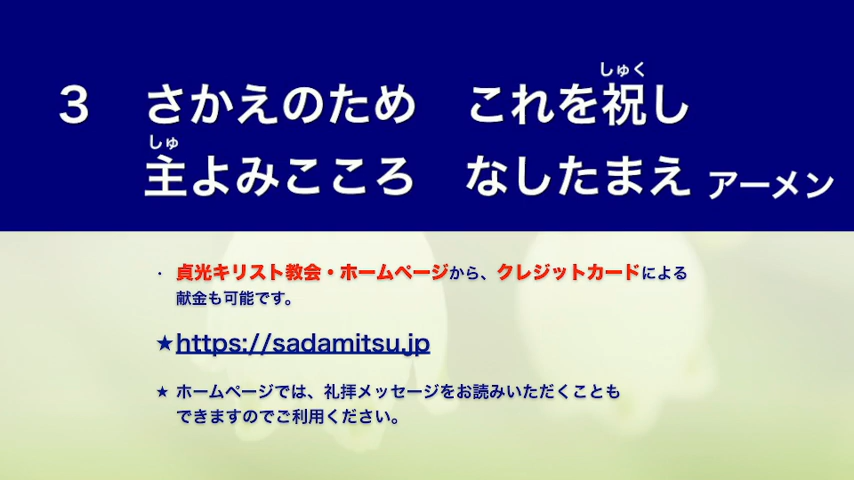 しゅく
3 さかえのため これを祝し
しゅ
主よみこころ なしたまえ アーメン
・ 貞光キリスト教会・ホームページから、クレジットカードによる
献金も可能です。
★https://sadamitsu.jp
★ ホームページでは、礼拝メッセージをお読みいただくことも
できますのでご利用ください。